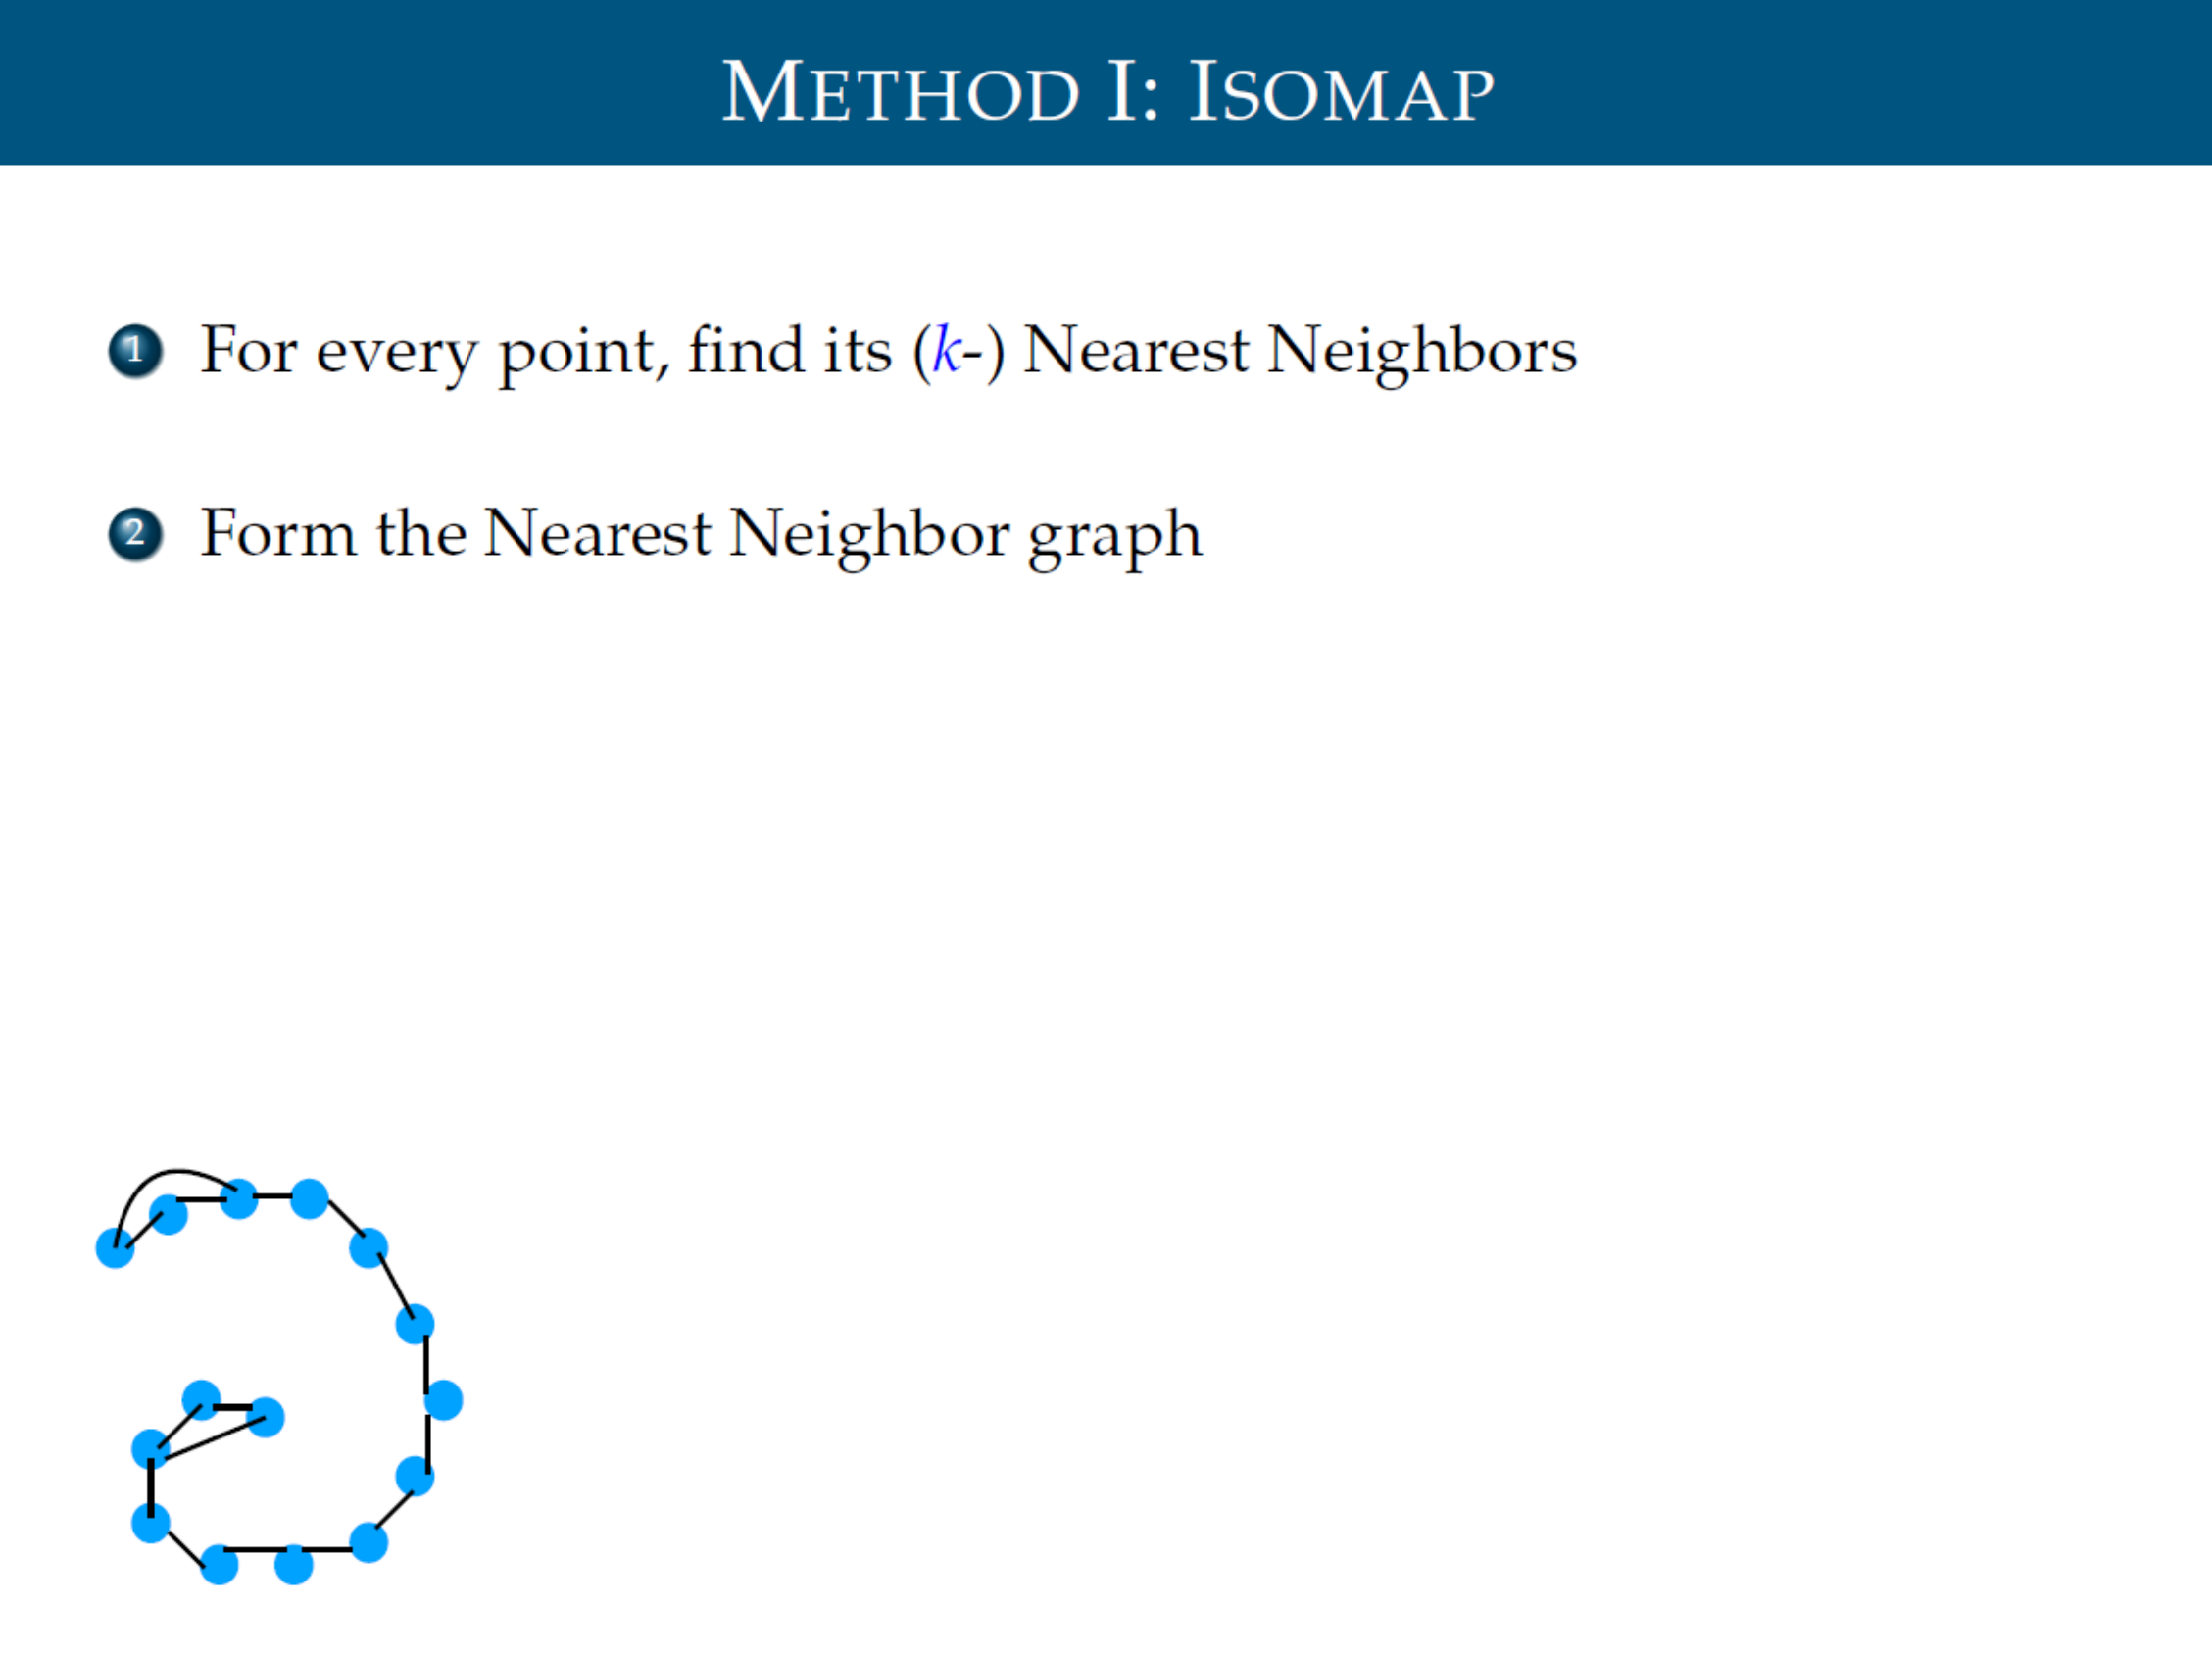 METHOD I: ISOMAP
1 For every point, find its (k-) Nearest Neighbors
2 Form the Nearest Neighbor graph